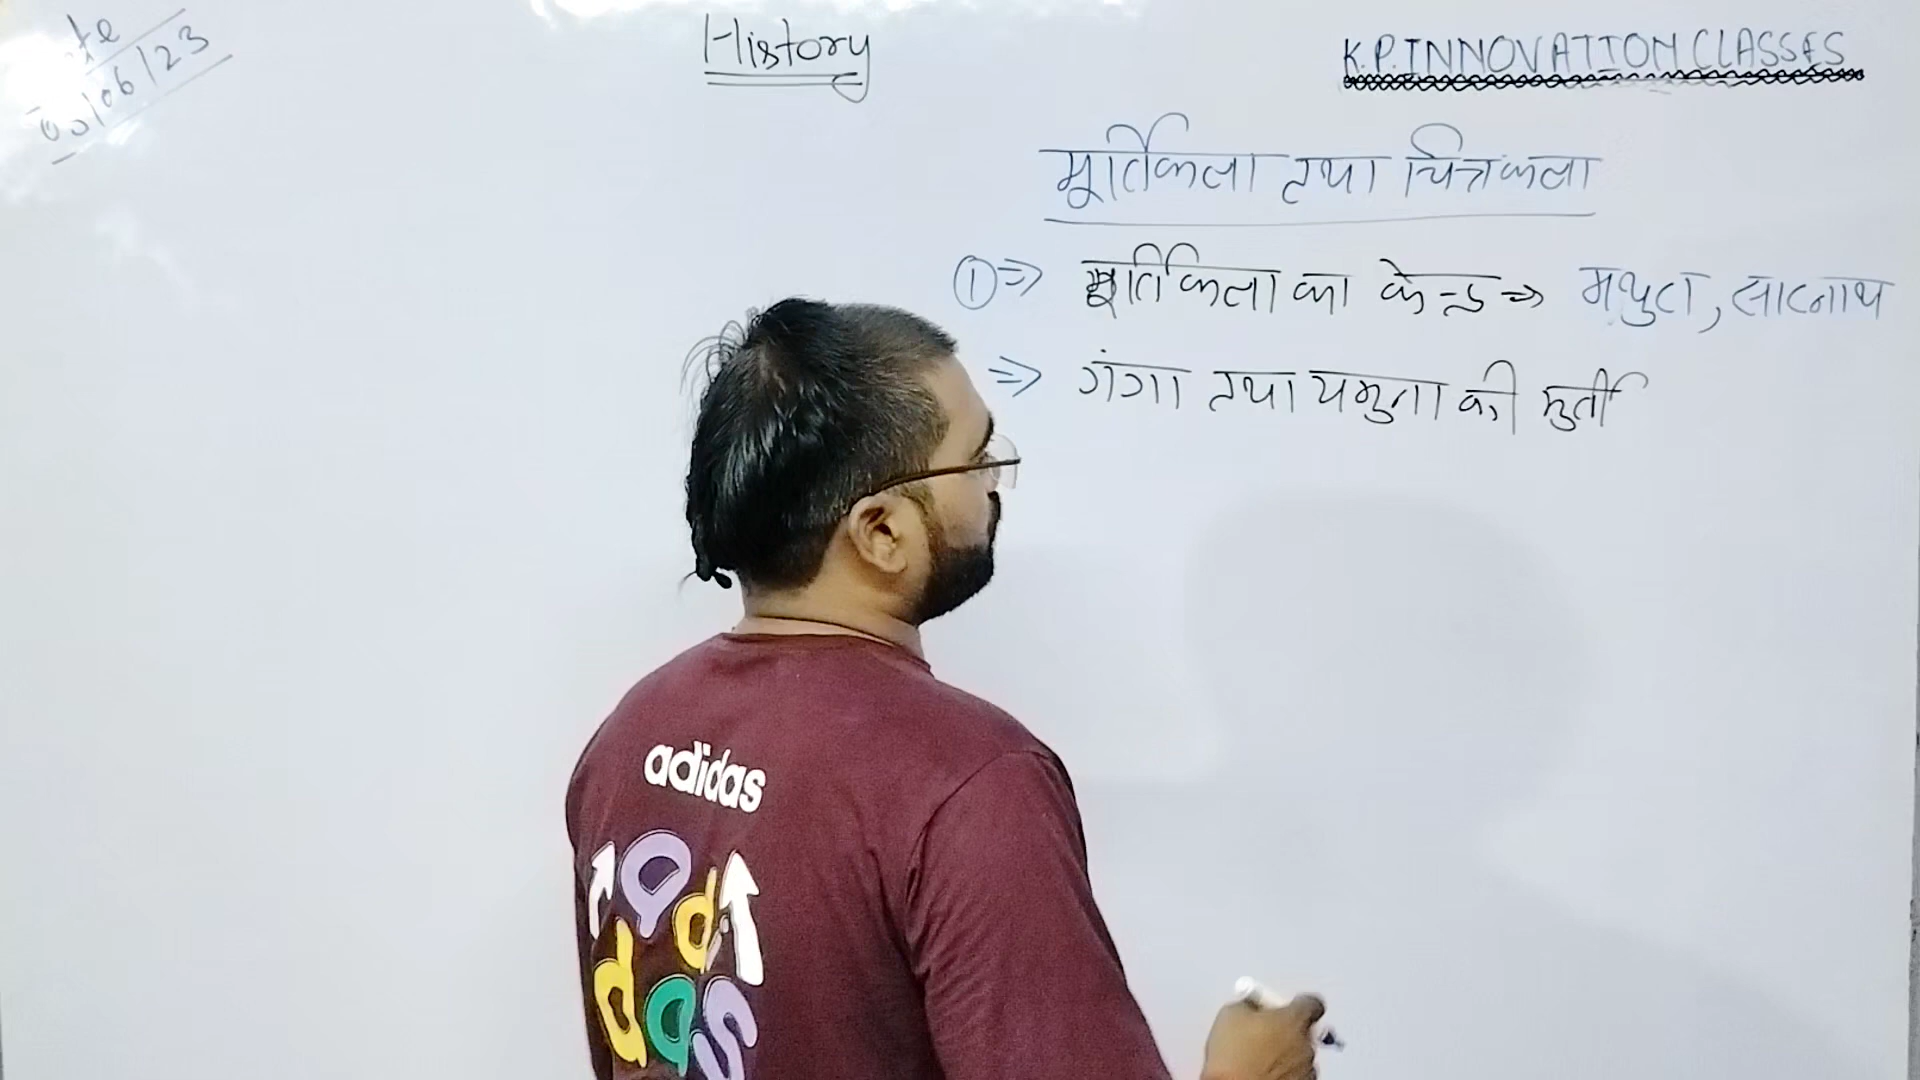 History
K.P. INNOVATION CLASSES
मूर्तिकला तथा चित्रकला
① ⇒ मूर्तिकला का केन्द्र ⇒ मथुरा, सारनाथ
⇒ गंगा तथा यमुना की मुर्ती
adidas